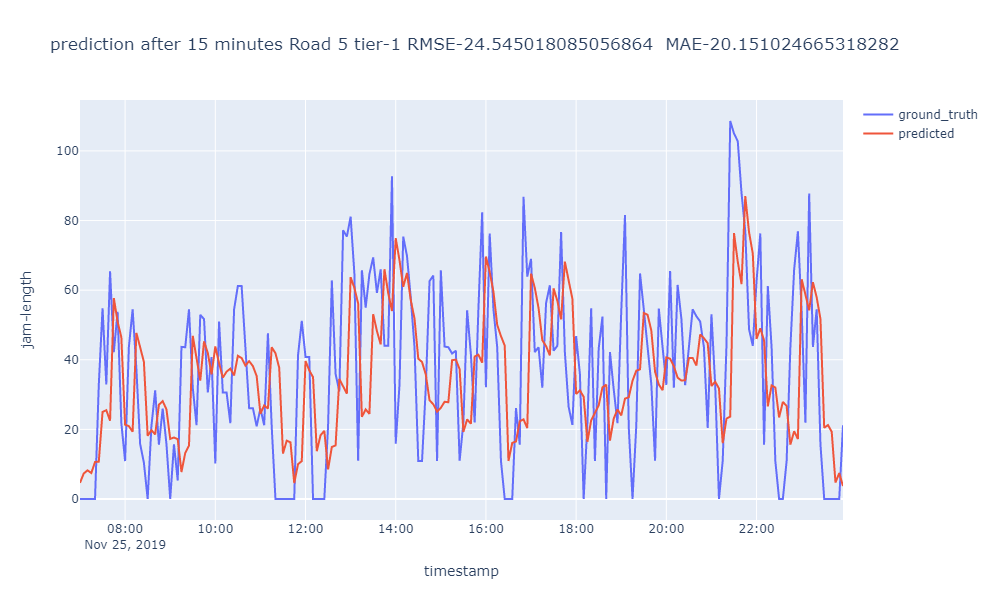 prediction after 15 minutes Road 5 tier-1 RMSE-24.545018085056864 MAE-20.151024665318282
ground_truth
predicted
100
80
60
40
20
0
jam-length
08:00 10:00 12:00 14:00 16:00 18:00 20:00 22:00
Nov 25, 2019
timestamp